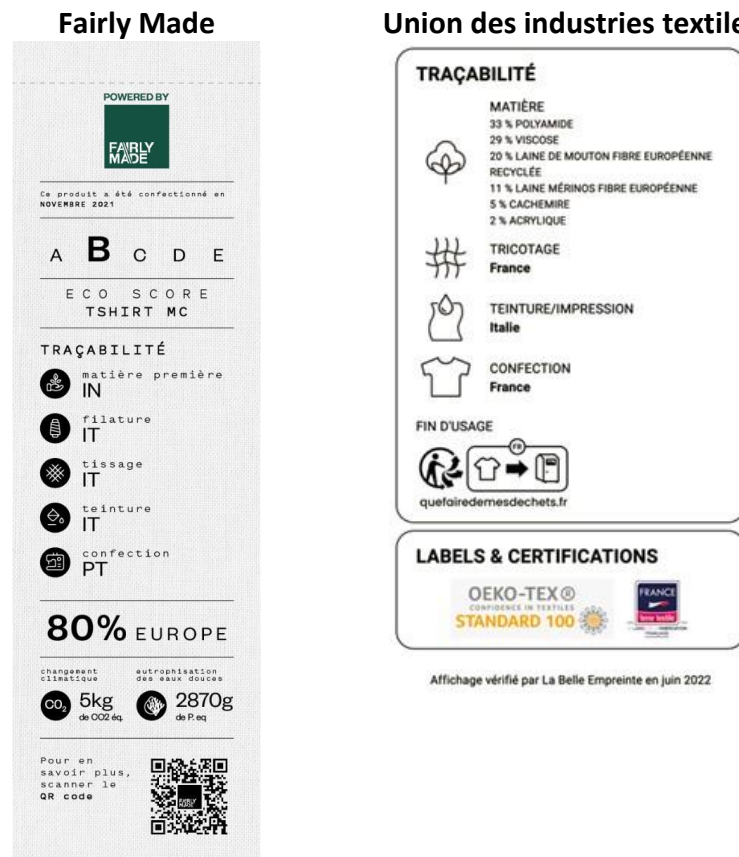 Fairly Made
POWERED BY
FAIRLY
MADE
Ce produit a été confectionné en
NOVEMBRE 2021
A B C D E
ECO SCORE
TSHIRT MC
TRAÇABILITÉ
matière première
IN
filature
IT
tissage
IT
teinture
IT
confection
PT
80% EUROPE
changement
climatique
CO2
5kg
de CO2 éq.
eutrophisation
des eaux douces
2870g
de P. eq
Pour en
savoir plus,
scanner le
QR code
FAIRLY
MADE
Union des industries textile
TRAÇABILITÉ
MATIÈRE
33 % POLYAMIDE
29 % VISCOSE
20 % LAINE DE MOUTON FIBRE EUROPÉENNE
RECYCLÉE
11 % LAINE MÉRINOS FIBRE EUROPÉENNE
5 % CACHEMIRE
2 % ACRYLIQUE
TRICOTAGE
France
TEINTURE/IMPRESSION
Italie
CONFECTION
France
FIN D'USAGE
FR
quefairedemesdechets.fr
LABELS & CERTIFICATIONS
OEKO-TEX®
CONFIDENCE IN TEXTILES
STANDARD 100
FRANCE
terre textile
Affichage vérifié par La Belle Empreinte en juin 2022